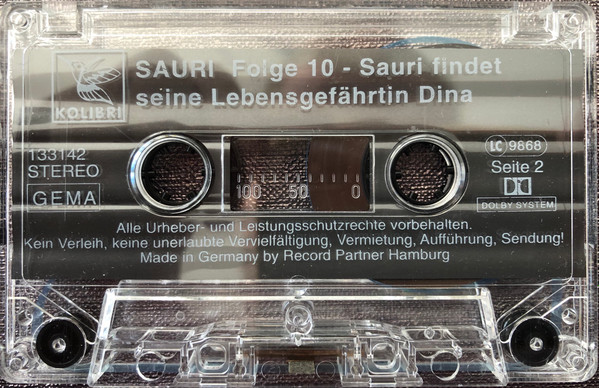 SAURI Folge 10 - Sauri findet
seine Lebensgefährtin Dina
KOLIBRI
133142
STEREO
GEMA
100 50 0
LC 9868
Seite 2
DOLBY SYSTEM
Alle Urheber- und Leistungsschutzrechte vorbehalten.
Kein Verleih, keine unerlaubte Vervielfältigung, Vermietung, Aufführung, Sendung!
Made in Germany by Record Partner Hamburg